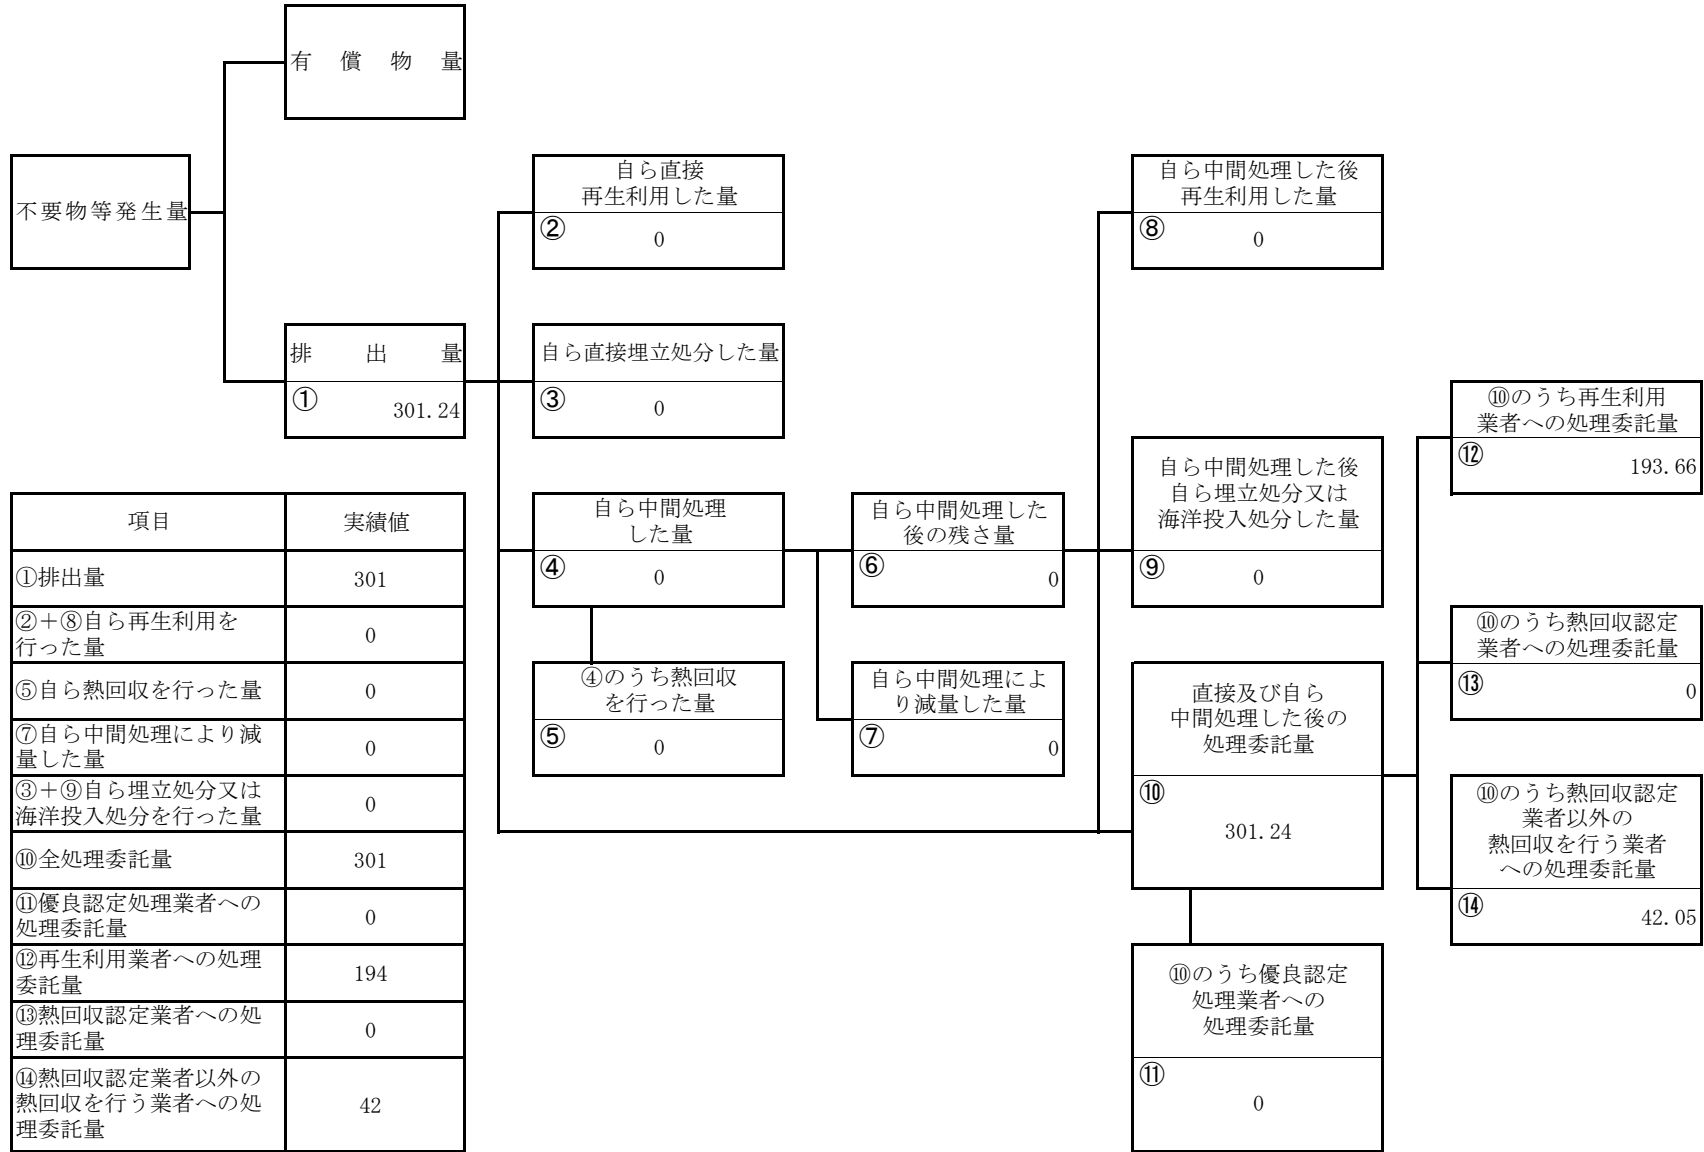 有償物量
不要物等発生量
自ら直接
再生利用した量
②
0
自ら中間処理した後
再生利用した量
⑧
0
排出量
①
301.24
自ら直接埋立処分した量
③
0
⑩のうち再生利用
業者への処理委託量
⑫
193.66
自ら中間処理した後
自ら埋立処分又は
海洋投入処分した量
⑨
0
自ら中間処理
した量
④
0
自ら中間処理した
後の残さ量
⑥
0
④のうち熱回収
を行った量
⑤
0
自ら中間処理によ
り減量した量
⑦
0
直接及び自ら
中間処理した後の
処理委託量
⑩
301.24
⑩のうち熱回収認定
業者への処理委託量
⑬
0
⑩のうち熱回収認定
業者以外の
熱回収を行う業者
への処理委託量
⑭
42.05
⑩のうち優良認定
処理業者への
処理委託量
⑪
0
項目 実績値
①排出量 301
②＋⑧自ら再生利用を
行った量 0
⑤自ら熱回収を行った量 0
⑦自ら中間処理により減
量した量 0
③＋⑨自ら埋立処分又は
海洋投入処分を行った量 0
⑩全処理委託量 301
⑪優良認定処理業者への
処理委託量 0
⑫再生利用業者への処理
委託量 194
⑬熱回収認定業者への処
理委託量 0
⑭熱回収認定業者以外の
熱回収を行う業者への処 42
理委託量